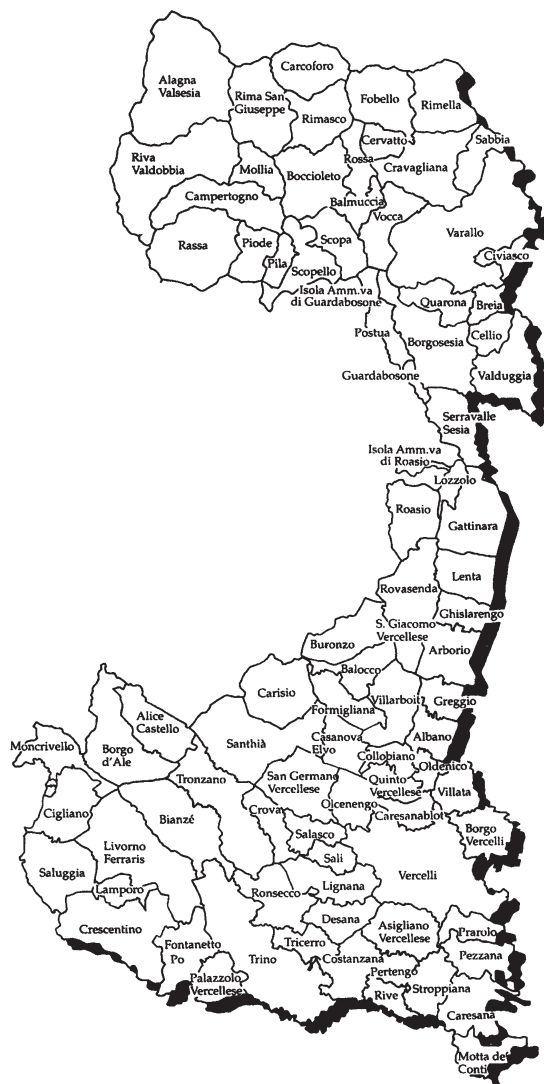 Carcoforo
Alagna
Valsesia
Rima San
Giuseppe
Fobello
Rimella
Rimasco
Cervatto
Sabbia
Riva
Valdobbia
Mollia
Rossa
Boccioleto
Cravagliana
Campertogno
Balmuccia
Vocca
Varallo
Rassa
Piode
Scopa
Civiasco
Pila
Scopello
Isola Amm.va
di Guardabosone
Quarona
Breia
Postua
Borgosesia
Cellio
Guardabosone
Valduggia
Serravalle
Sesia
Isola Amm.va
di Roasio
Lozzolo
Roasio
Gattinara
Lenta
Rovasenda
Ghislarengo
S. Giacomo
Vercellese
Buronzo
Arborio
Balocco
Carisio
Villarboit
Greggio
Formigliana
Alice
Castello
Albano
Moncrivello
Borgo
d'Ale
Santhià
Casanova
Elvo
Collobiano
Oldenico
Tronzano
San Germano
Vercellese
Quinto
Vercellese
Villata
Cigliano
Bianzé
Crova
Olcenengo
Caresanablot
Salasco
Borgo
Vercelli
Livorno
Ferraris
Sali
Saluggia
Vercelli
Lamporo
Ronsecco
Lignana
Crescentino
Desana
Asigliano
Vercellese
Prarolo
Fontanetto
Po
Tricerro
Pezzana
Trino
Costanzana
Palazzolo
Vercellese
Pertengo
Stroppiana
Rive
Caresana
Motta de'
Conti